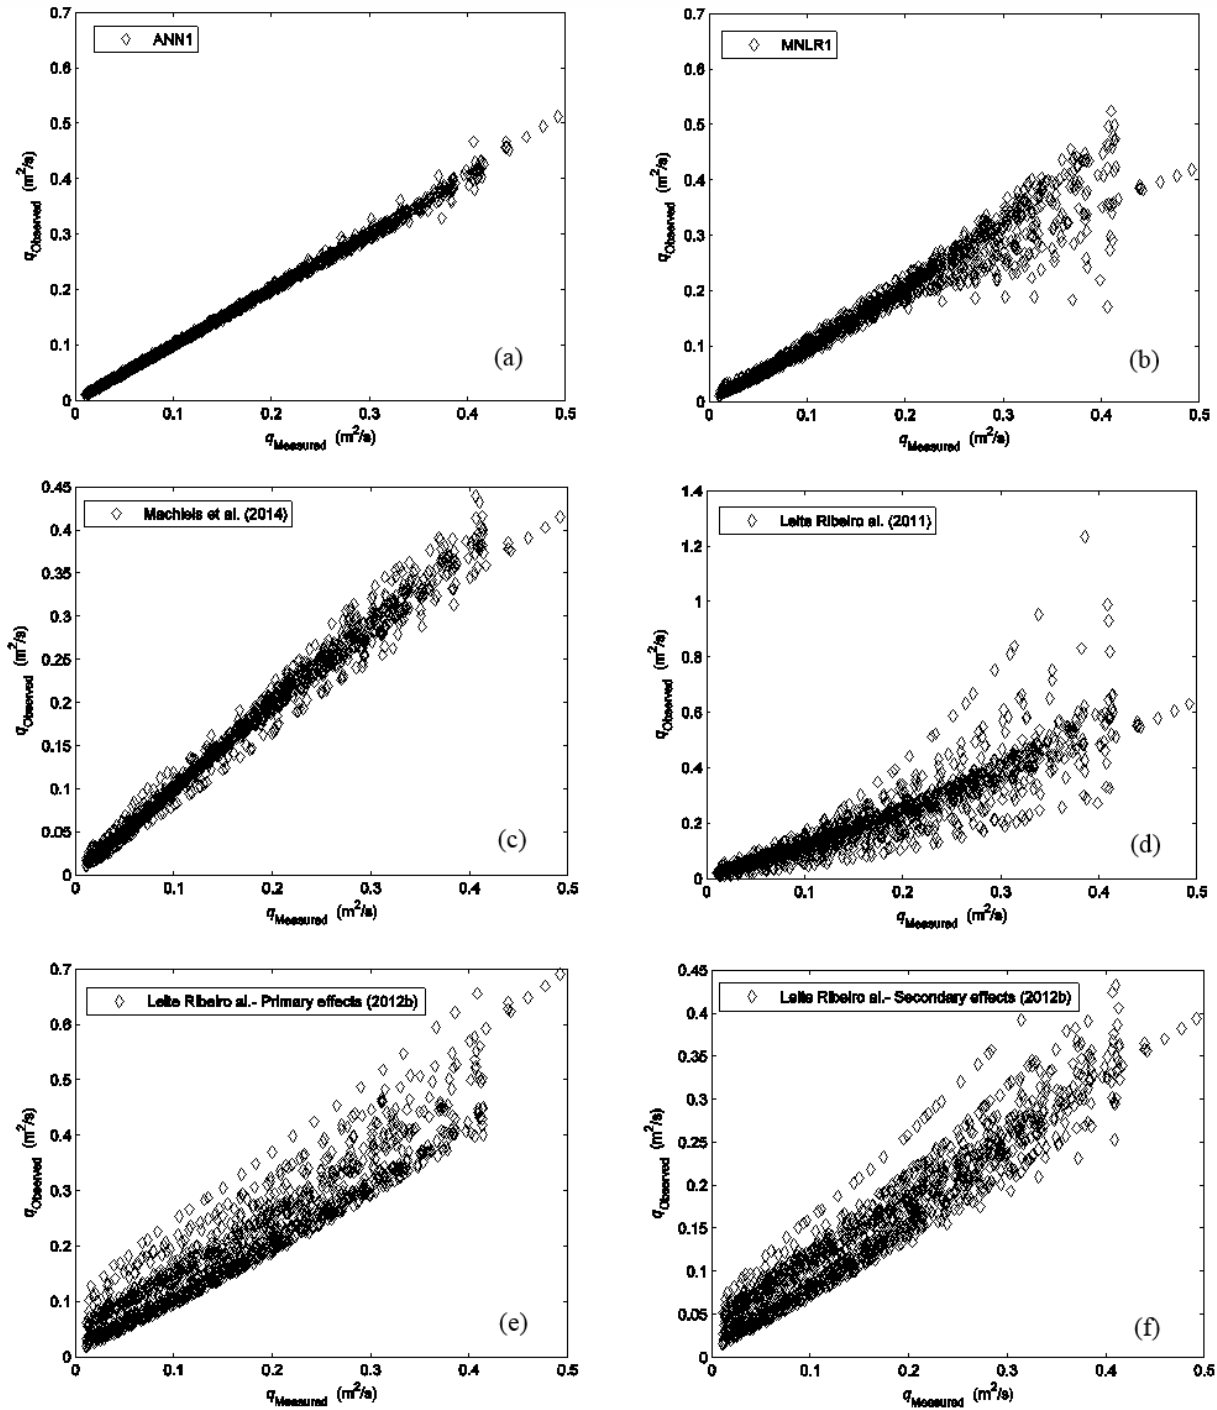 0.7
ANN1
0.6
0.5
0.4
0.3
0.2
0.1
0
qObserved (m²/s)
(a)
0 0.1 0.2 0.3 0.4 0.5
qMeasured (m²/s)
0.7
MNLR1
0.6
0.5
0.4
0.3
0.2
0.1
0
qObserved (m²/s)
(b)
0 0.1 0.2 0.3 0.4 0.5
qMeasured (m²/s)
0.45
Machiels et al. (2014)
0.4
0.35
0.3
0.25
0.2
0.15
0.1
0.05
0
qObserved (m²/s)
(c)
0 0.1 0.2 0.3 0.4 0.5
qMeasured (m²/s)
1.4
Leite Ribeiro al. (2011)
1.2
1
0.8
0.6
0.4
0.2
0
qObserved (m²/s)
(d)
0 0.1 0.2 0.3 0.4 0.5
qMeasured (m²/s)
0.7
Leite Ribeiro al.- Primary effects (2012b)
0.6
0.5
0.4
0.3
0.2
0.1
0
qObserved (m²/s)
(e)
0 0.1 0.2 0.3 0.4 0.5
qMeasured (m²/s)
0.45
Leite Ribeiro al.- Secondary effects (2012b)
0.4
0.35
0.3
0.25
0.2
0.15
0.1
0.05
0
qObserved (m²/s)
(f)
0.1 0.2 0.3 0.4 0.5
qMeasured (m²/s)